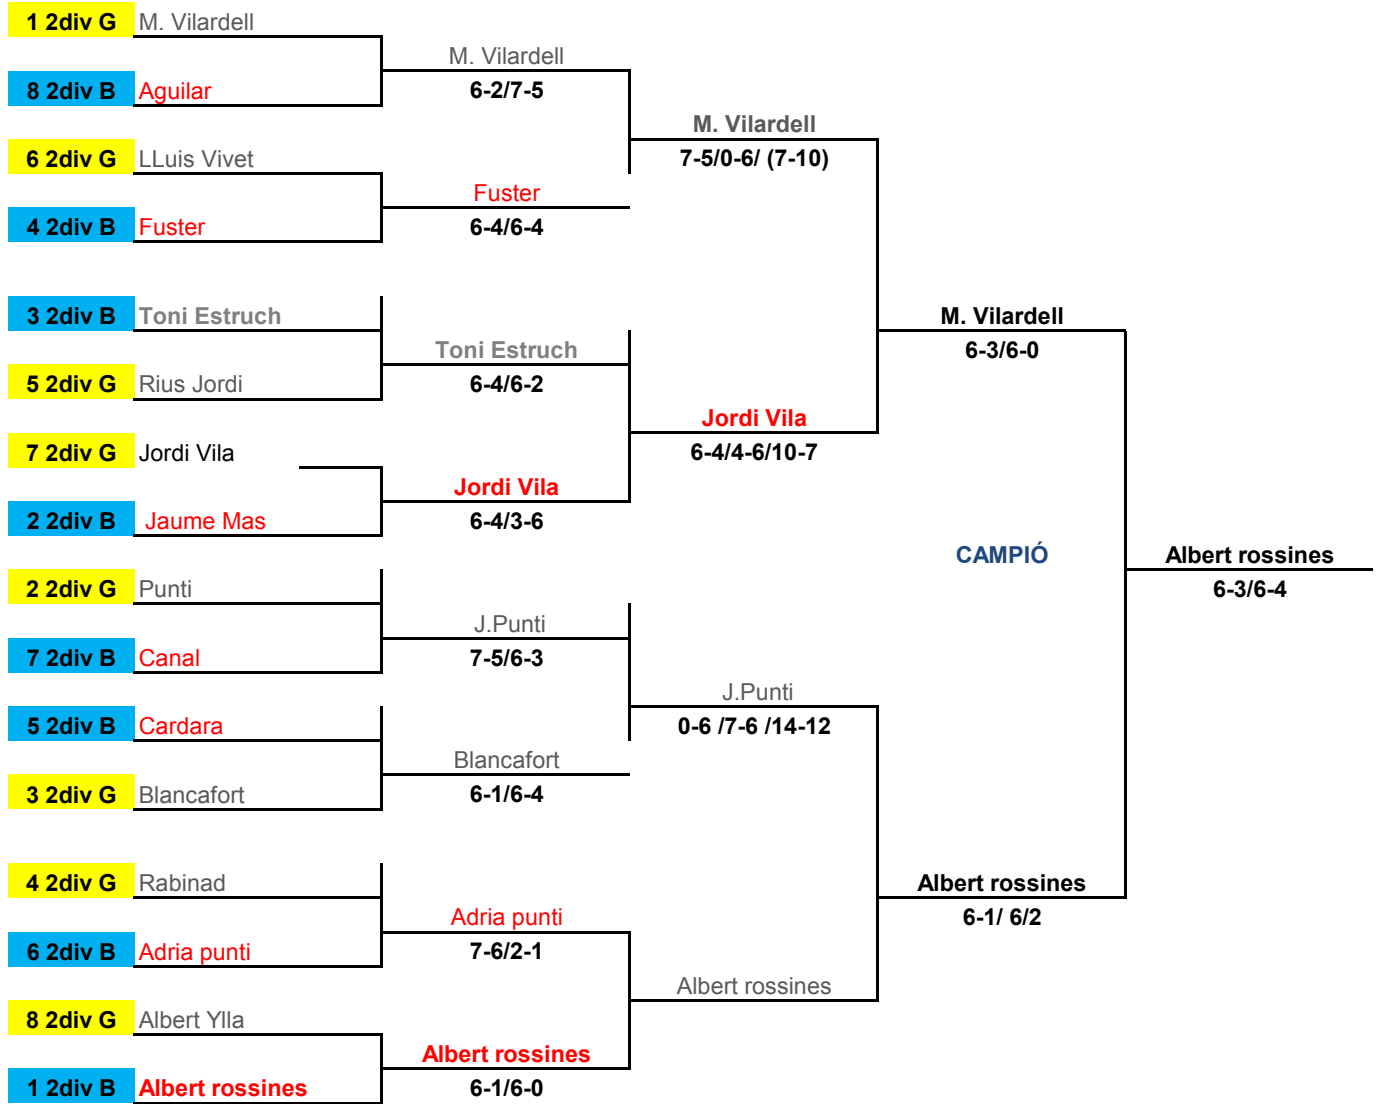 1 2div G M. Vilardell
M. Vilardell
8 2div B Aguilar
6-2/7-5
M. Vilardell
6 2div G LLuis Vivet
7-5/0-6/ (7-10)
Fuster
4 2div B Fuster
6-4/6-4
3 2div B Toni Estruch
M. Vilardell
Toni Estruch
6-3/6-0
5 2div G Rius Jordi
6-4/6-2
Jordi Vila
7 2div G Jordi Vila
6-4/4-6/10-7
Jordi Vila
2 2div B Jaume Mas
6-4/3-6
CAMPIÓ
Albert rossines
2 2div G Punti
6-3/6-4
J.Punti
7 2div B Canal
7-5/6-3
J.Punti
5 2div B Cardara
0-6 /7-6 /14-12
Blancafort
3 2div G Blancafort
6-1/6-4
4 2div G Rabinad
Albert rossines
Adria punti
6-1/ 6/2
6 2div B Adria punti
7-6/2-1
Albert rossines
8 2div G Albert Ylla
Albert rossines
1 2div B Albert rossines
6-1/6-0